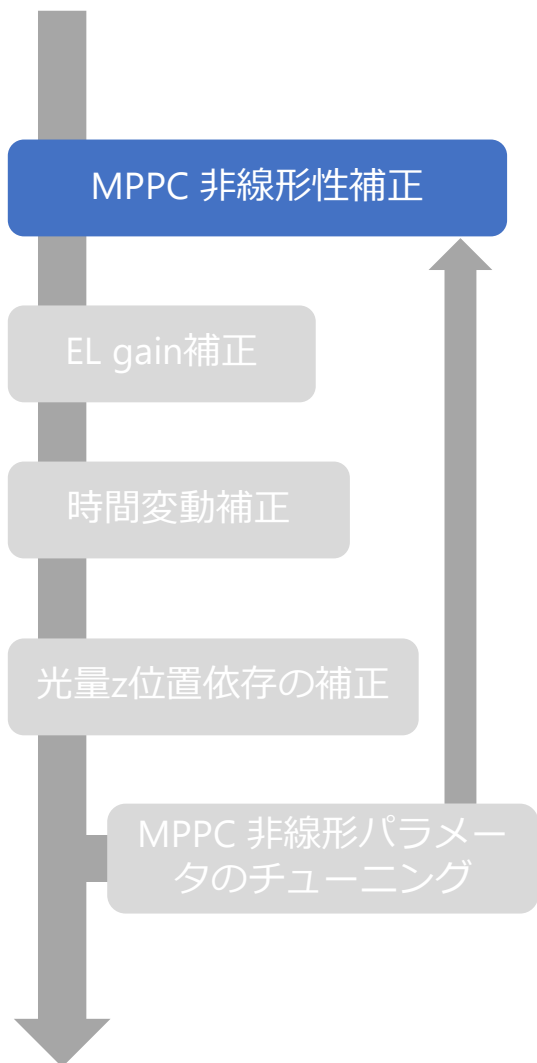 MPPC 非線形性補正
EL gain補正
時間変動補正
光量z位置依存の補正
MPPC 非線形パラメー
タのチューニング